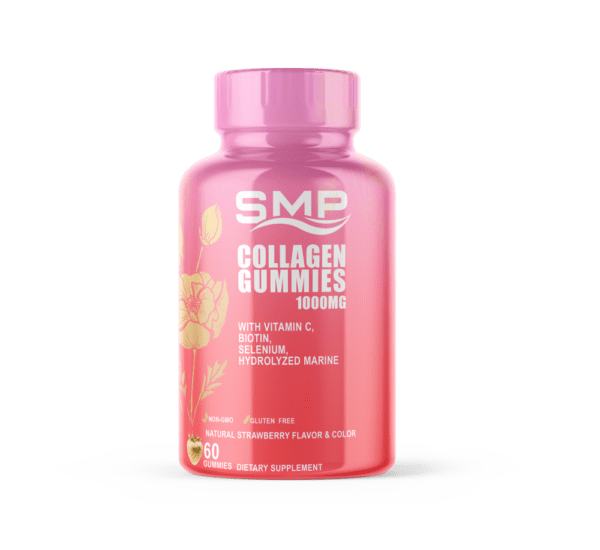 SMP
COLLAGEN
GUMMIES
1000MG
WITH VITAMIN C,
BIOTIN,
SELENIUM,
HYDROLYZED MARINE
NON-GMO GLUTEN FREE
NATURAL STRAWBERRY FLAVOR & COLOR
60
GUMMIES DIETARY SUPPLEMENT